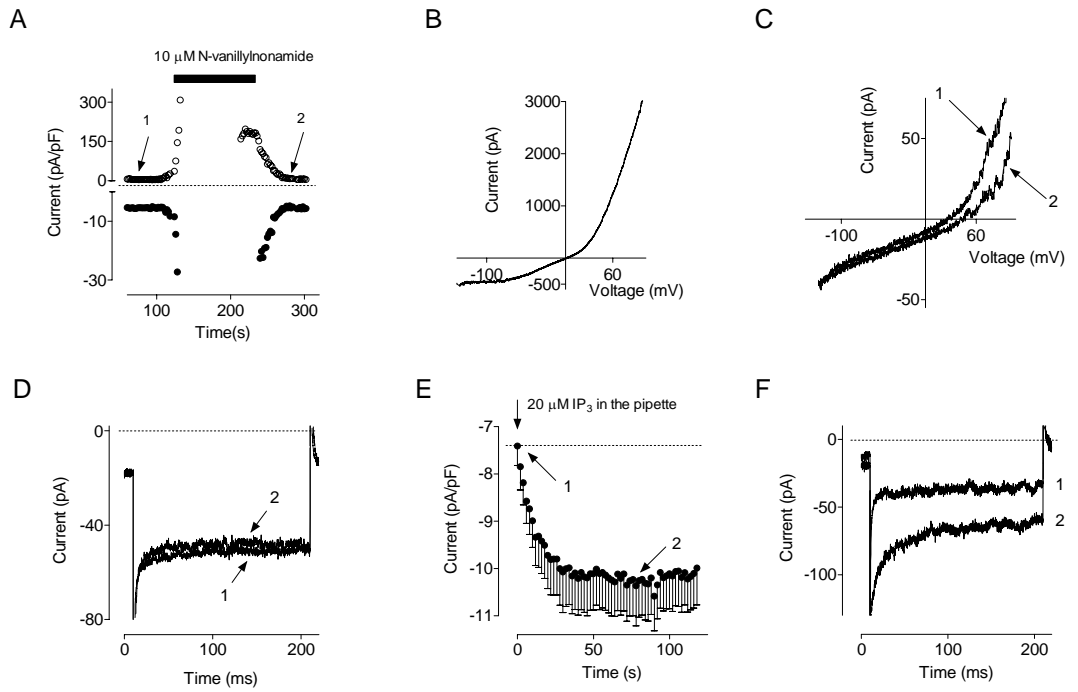 A
10 μM N-vanillylnonamide
300
150
0
-10
-30
Current (pA/pF)
1
2
100
200
300
Time(s)
B
Current (pA)
3000
2000
1000
-500
-100
60
Voltage (mV)
C
Current (pA)
50
-50
-100
60
Voltage (mV)
1
2
D
Current (pA)
0
-40
-80
2
1
0
100
200
Time (ms)
E
20 μM IP3 in the pipette
Current (pA/pF)
-7
-8
-9
-10
-11
1
2
0
50
100
Time (s)
F
Current (pA)
0
-50
-100
1
2
0
100
200
Time (ms)